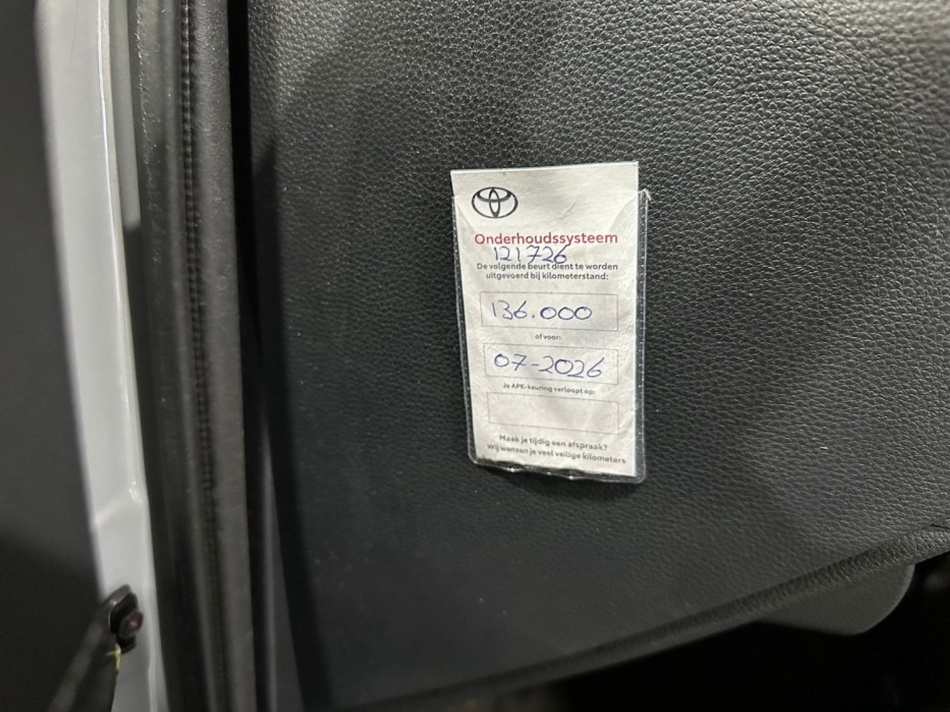 Onderhoudssysteem
121726
De volgende beurt dient te worden
uitgevoerd bij kilometerstand:
136.000
of voor:
07-2026
Je APK-keuring verloopt op:
Maak je tijdig een afspraak?
Wij wensen je veel veilige kilometers